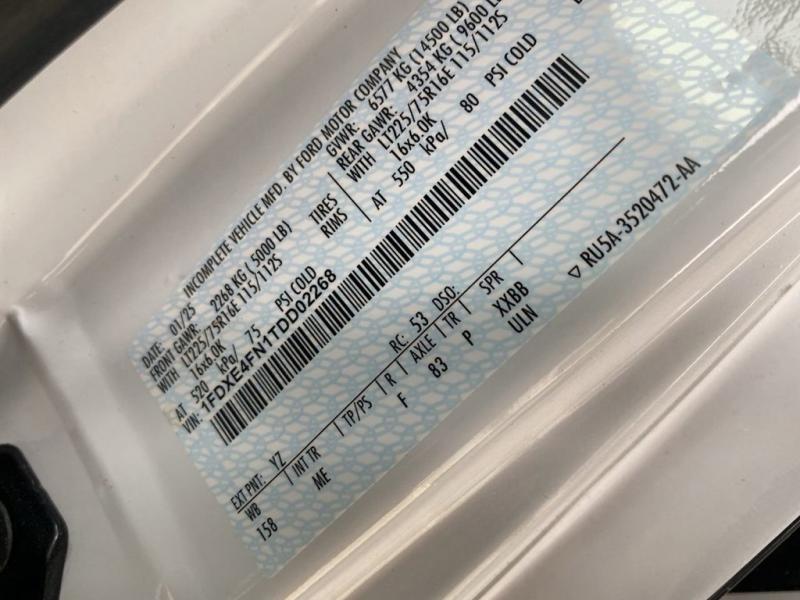 INCOMPLETE VEHICLE MFD. BY FORD MOTOR COMPANY
DATE: 01/25 GVWR: 6577 KG (14500 LB)
FRONT GAWR: 2268 KG (5000 LB) REAR GAWR: 4354 KG (9600 LB
WITH LT225/75R16E 115/112S TIRES WITH LT225/75R16E 115/112S
16x6.0K RIMS 16x6.0K
AT 520 kPa/ 75 PSI COLD AT 550 kPa/ 80 PSI COLD
VIN: 1FDXE4FN1TDD02268
EXT PNT: YZ RC: 53 DSO:
WB INT TR TP/PS R AXLE TR SPR
158 ME F 83 P XXBB
ULN
▽ RU5A-3520472-AA